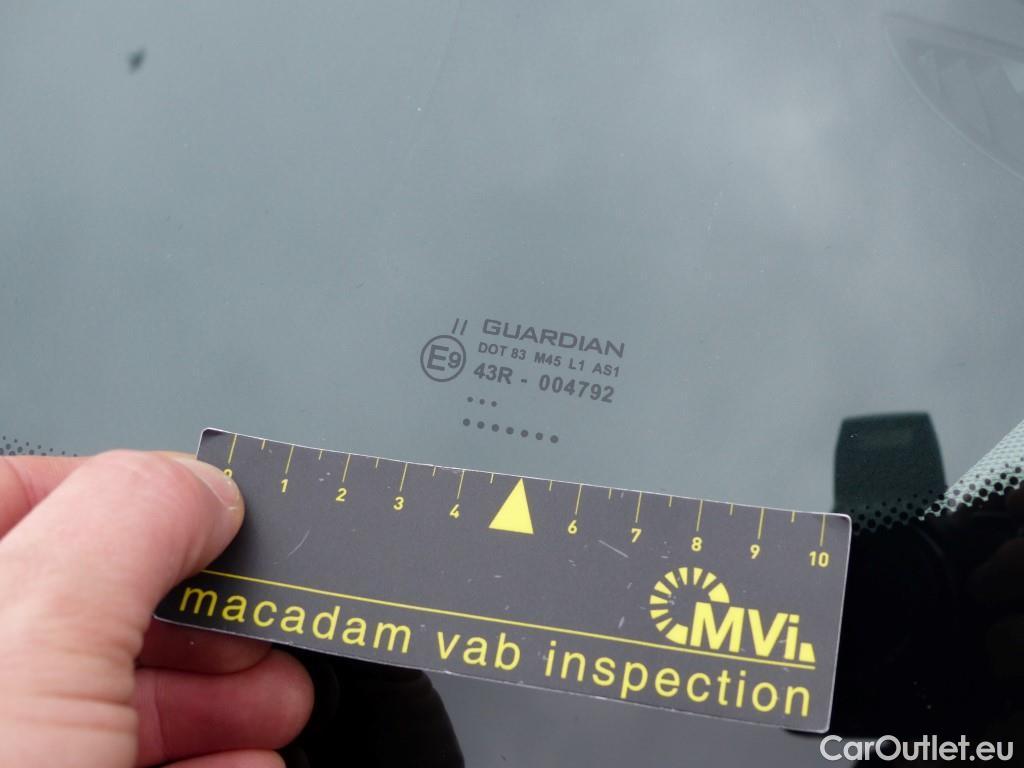 // GUARDIAN
E9 DOT 83 M45 L1 AS1
43R - 004792
0 1 2 3 4 6 7 8 9 10
MVi
macadam vab inspection
CarOutlet.eu